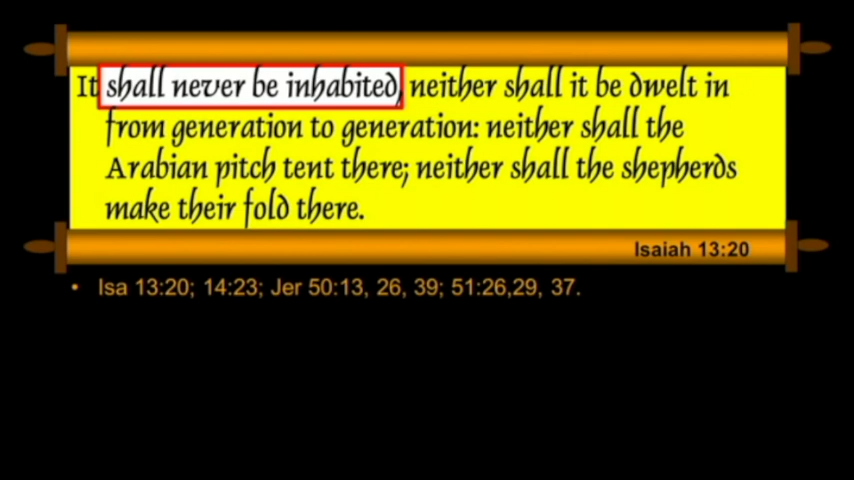 It shall never be inhabited, neither shall it be dwelt in
from generation to generation: neither shall the
Arabian pitch tent there; neither shall the shepherds
make their fold there.
Isaiah 13:20
• Isa 13:20; 14:23; Jer 50:13, 26, 39; 51:26,29, 37.